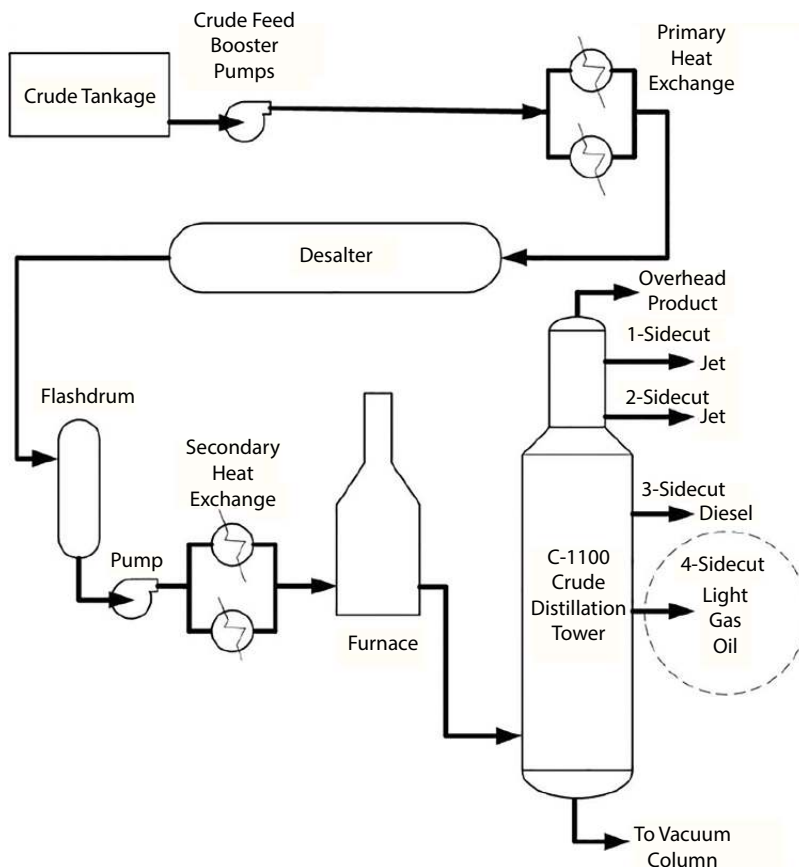 Crude Feed
Booster
Pumps
Primary
Heat
Exchange
Crude Tankage
Desalter
Overhead
Product
1-Sidecut
Jet
2-Sidecut
Jet
Flashdrum
Secondary
Heat
Exchange
3-Sidecut
Diesel
Pump
C-1100
Crude
Distillation
Tower
4-Sidecut
Light
Gas
Oil
Furnace
To Vacuum
Column